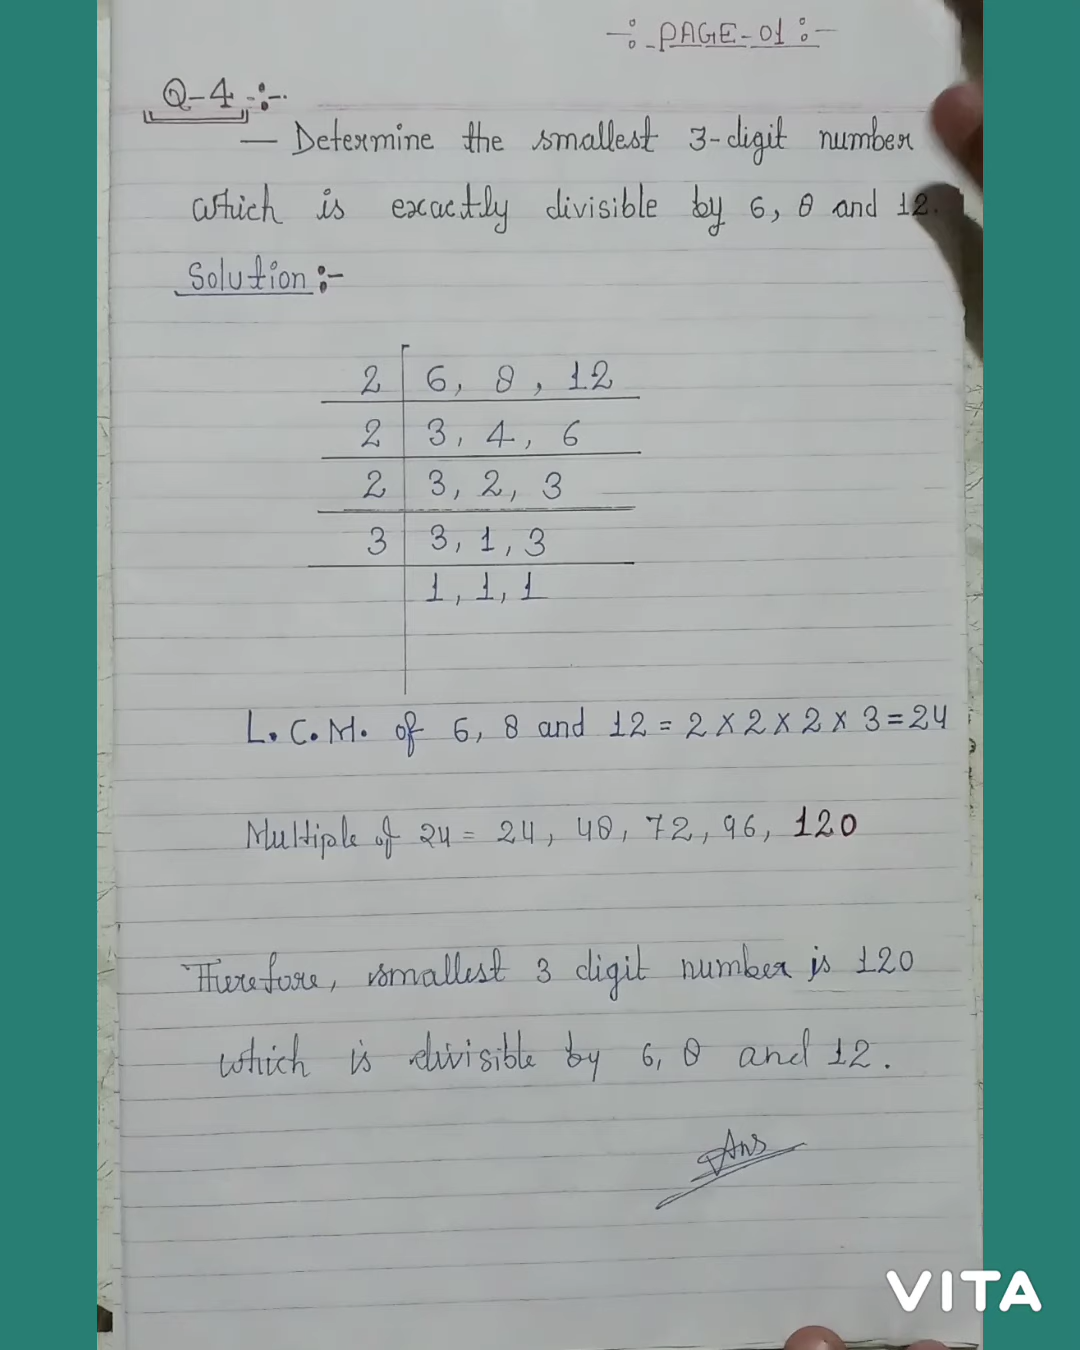 -: PAGE-01 :-
Q-4 :-
— Determine the smallest 3-digit number
which is exactly divisible by 6, 8 and 12.
Solution :-
2 | 6, 8, 12
2 | 3, 4, 6
2 | 3, 2, 3
3 | 3, 1, 3
1, 1, 1
L.C.M. of 6, 8 and 12 = 2 × 2 × 2 × 3 = 24
Multiple of 24 = 24, 48, 72, 96, 120
Therefore, smallest 3 digit number is 120
which is divisible by 6, 8 and 12.
Ans
VITA